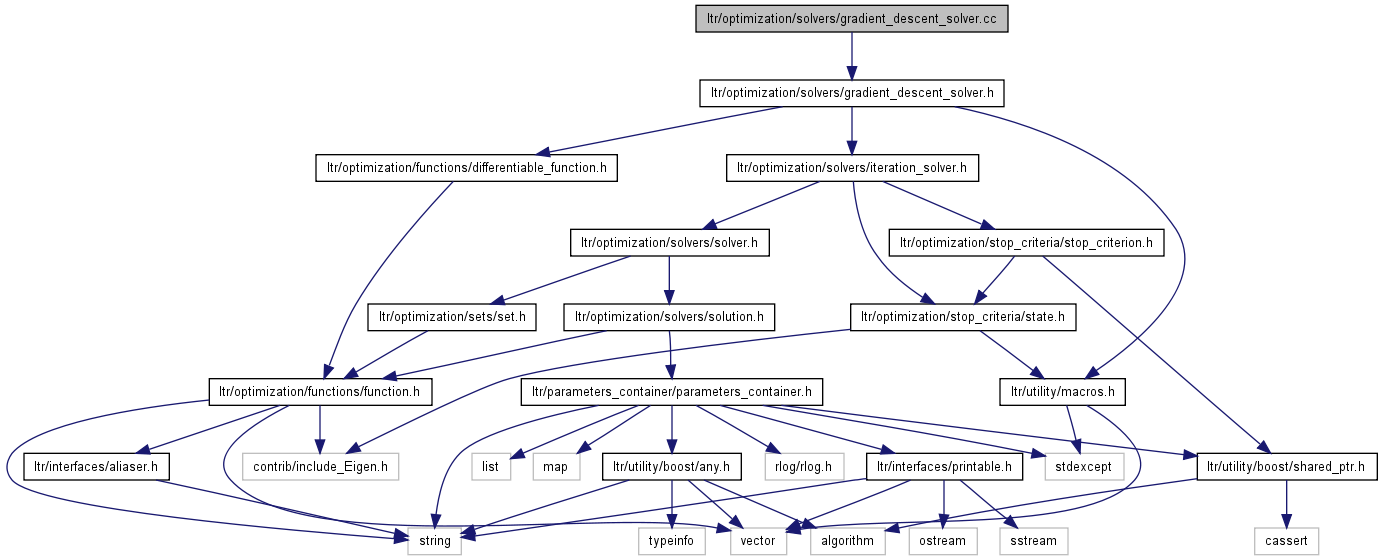 ltr/optimization/solvers/gradient_descent_solver.cc
ltr/optimization/solvers/gradient_descent_solver.h
ltr/optimization/functions/differentiable_function.h
ltr/optimization/solvers/iteration_solver.h
ltr/optimization/solvers/solver.h
ltr/optimization/stop_criteria/stop_criterion.h
ltr/optimization/sets/set.h
ltr/optimization/solvers/solution.h
ltr/optimization/stop_criteria/state.h
ltr/optimization/functions/function.h
ltr/parameters_container/parameters_container.h
ltr/utility/macros.h
ltr/interfaces/aliaser.h
contrib/include_Eigen.h
list
map
ltr/utility/boost/any.h
rlog/rlog.h
ltr/interfaces/printable.h
stdexcept
ltr/utility/boost/shared_ptr.h
string
typeinfo
vector
algorithm
ostream
sstream
cassert